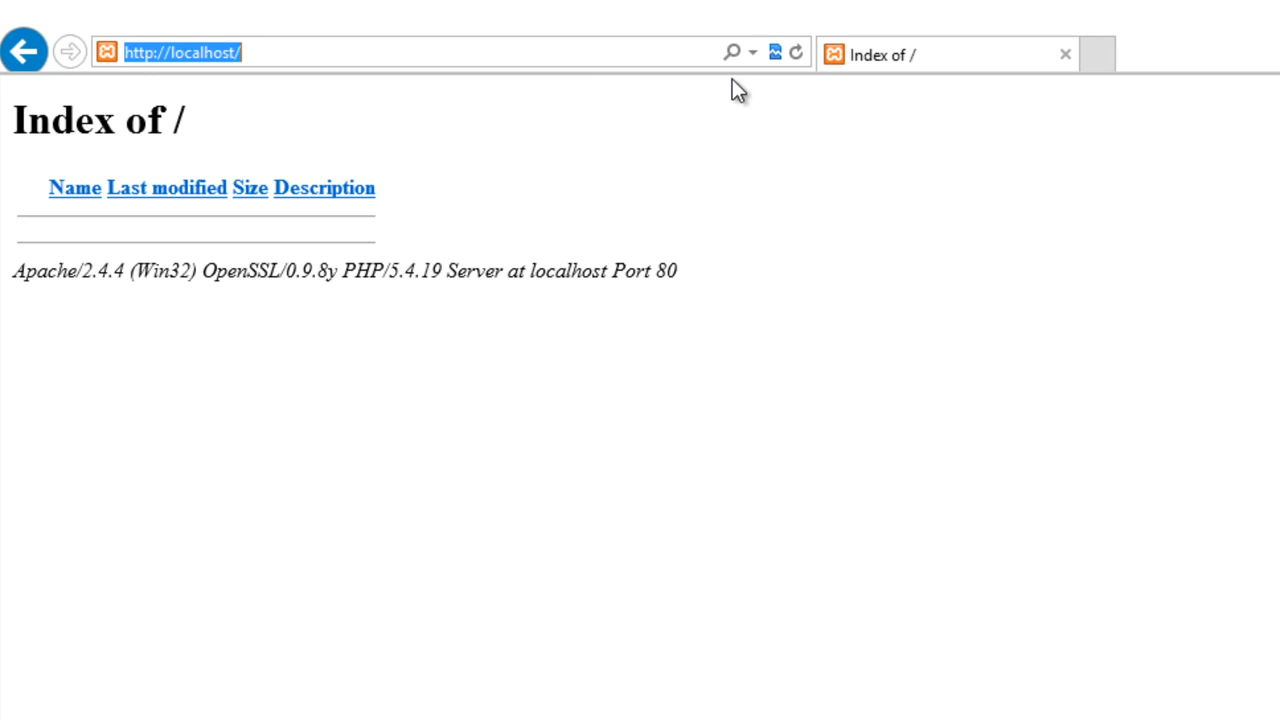 http://localhost/
Index of /
Index of /
Name Last modified Size Description
Apache/2.4.4 (Win32) OpenSSL/0.9.8y PHP/5.4.19 Server at localhost Port 80